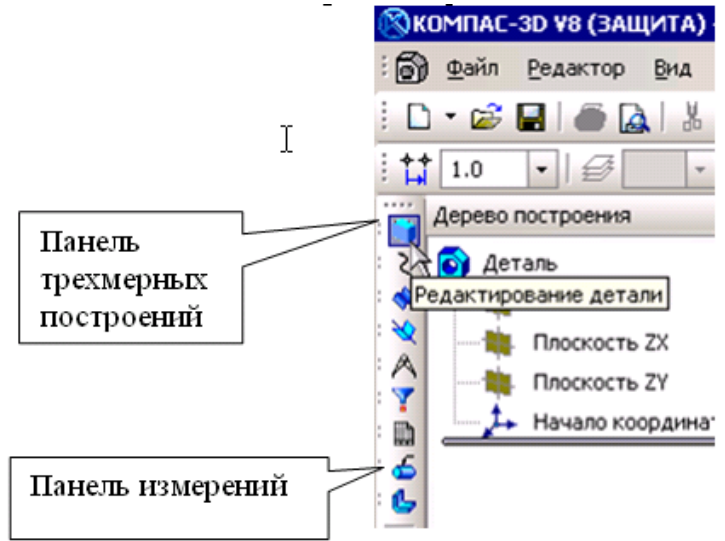 КОМПАС-3D V8 (ЗАЩИТА) -
Файл Редактор Вид
1.0
Дерево построения
Деталь
Редактирование детали
Плоскость ZX
Плоскость ZY
Начало координат
Панель
трехмерных
построений
Панель измерений